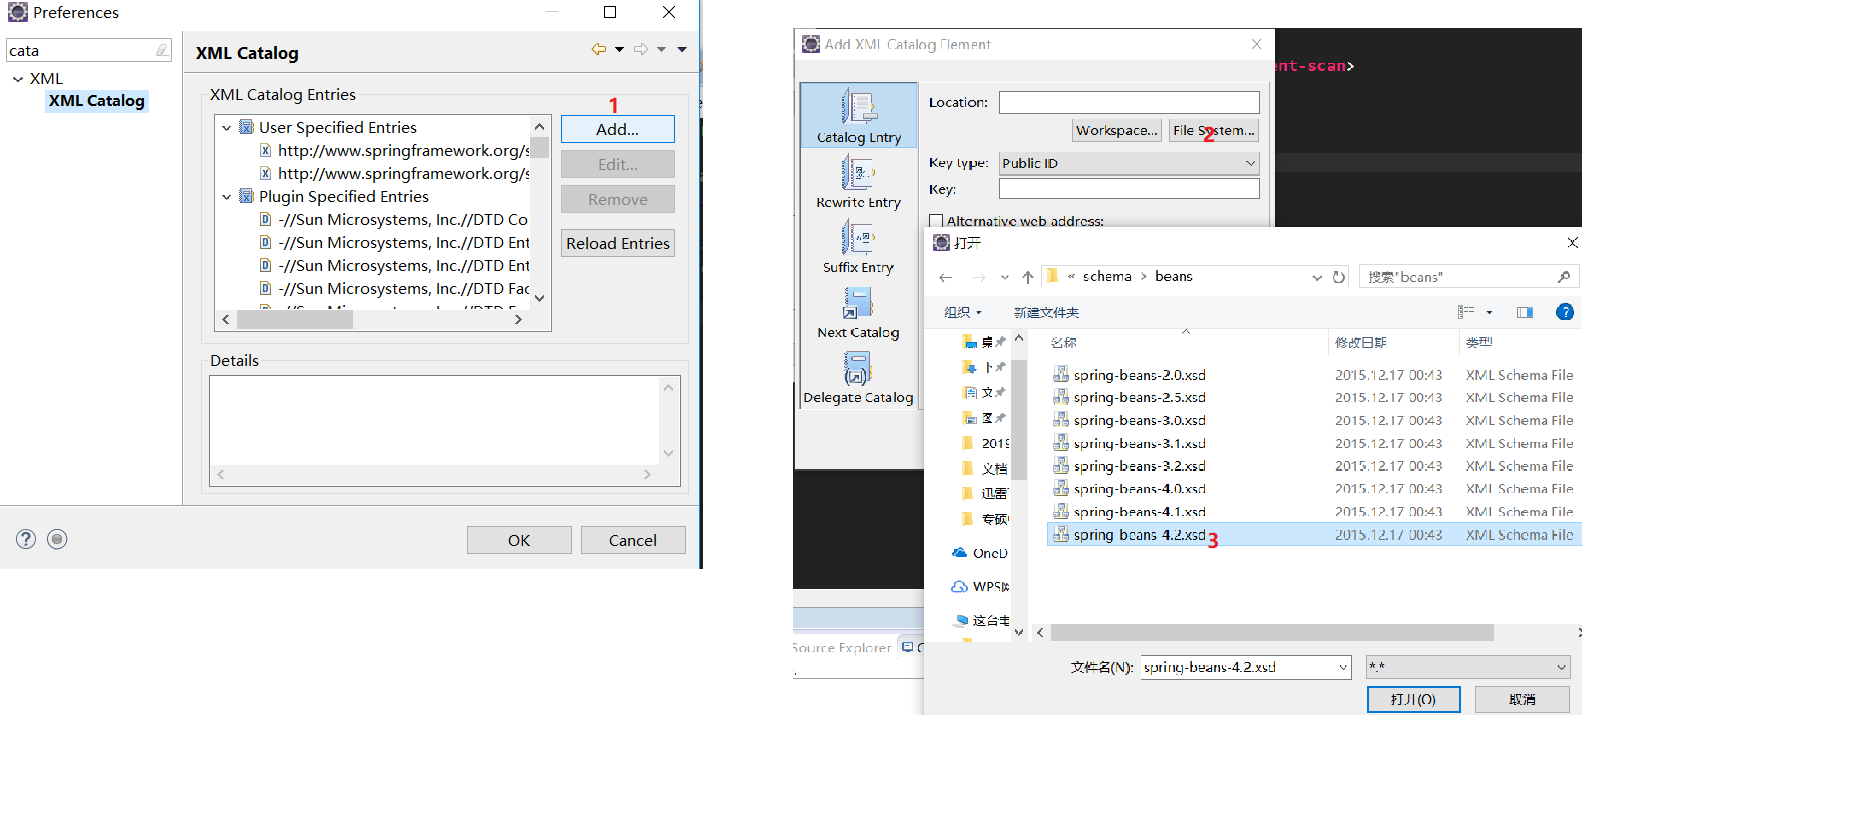 Preferences
cata
XML
XML Catalog
XML Catalog
XML Catalog Entries
1
User Specified Entries
http://www.springframework.org/s
http://www.springframework.org/s
Plugin Specified Entries
-//Sun Microsystems, Inc.//DTD Co
-//Sun Microsystems, Inc.//DTD Ent
-//Sun Microsystems, Inc.//DTD Ent
-//Sun Microsystems, Inc.//DTD Fac
Add...
Edit...
Remove
Reload Entries
Details
OK
Cancel
Add XML Catalog Element
nt-scan>
Catalog Entry
Rewrite Entry
Suffix Entry
Next Catalog
Delegate Catalog
Location:
Workspace...
File System...
2
Key type:
Public ID
Key:
Alternative web address:
打开
« schema > beans
搜索"beans"
组织
新建文件夹
名称
修改日期
类型
桌
下
文
图
2019
文档
迅雷
专硕
OneD
WPS网
这台电
spring-beans-2.0.xsd 2015.12.17 00:43 XML Schema File
spring-beans-2.5.xsd 2015.12.17 00:43 XML Schema File
spring-beans-3.0.xsd 2015.12.17 00:43 XML Schema File
spring-beans-3.1.xsd 2015.12.17 00:43 XML Schema File
spring-beans-3.2.xsd 2015.12.17 00:43 XML Schema File
spring-beans-4.0.xsd 2015.12.17 00:43 XML Schema File
spring-beans-4.1.xsd 2015.12.17 00:43 XML Schema File
spring-beans-4.2.xsd 3 2015.12.17 00:43 XML Schema File
Source Explorer
文件名(N):
spring-beans-4.2.xsd
*.*
打开(O)
取消